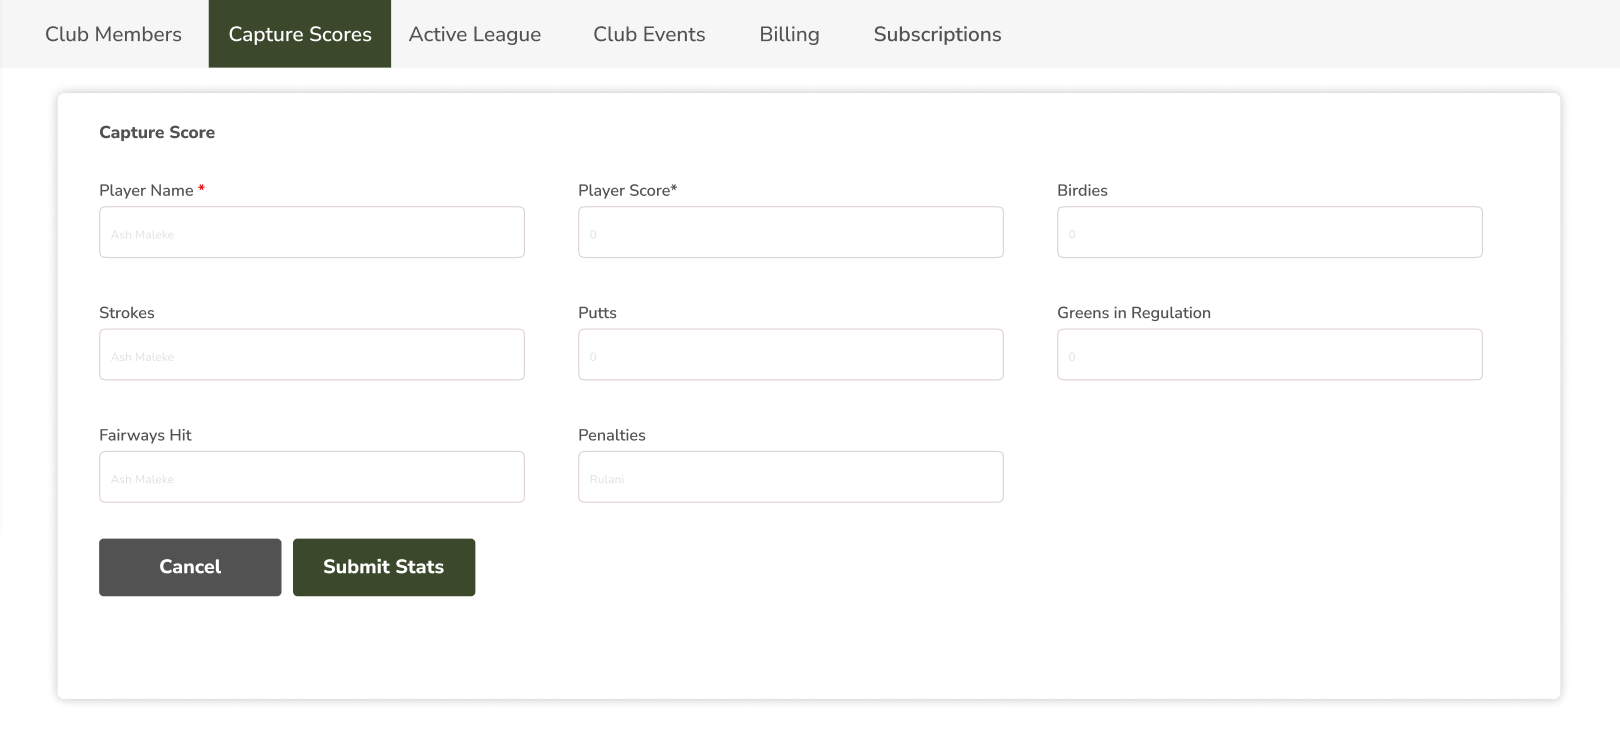 Club Members Capture Scores Active League Club Events Billing Subscriptions
Capture Score
Player Name * Player Score* Birdies
Ash Maleke 0 0
Strokes Putts Greens in Regulation
Ash Maleke 0 0
Fairways Hit Penalties
Ash Maleke Rulani
Cancel Submit Stats